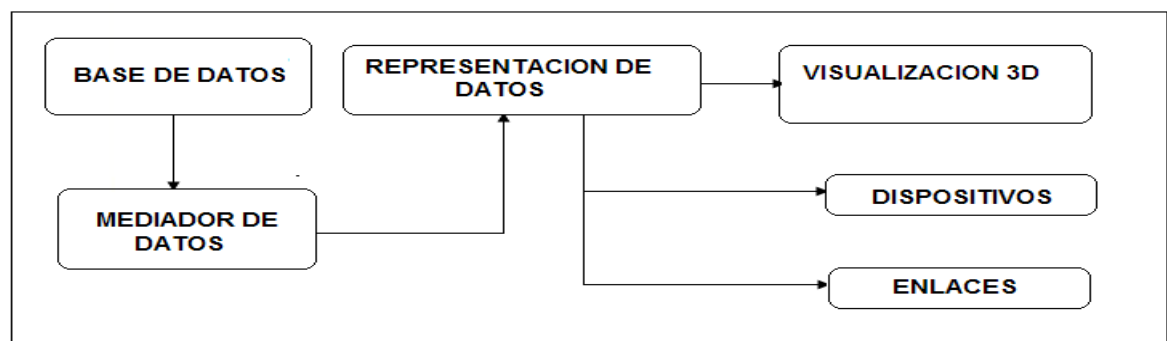 BASE DE DATOS
REPRESENTACION DE
DATOS
VISUALIZACION 3D
MEDIADOR DE
DATOS
DISPOSITIVOS
ENLACES